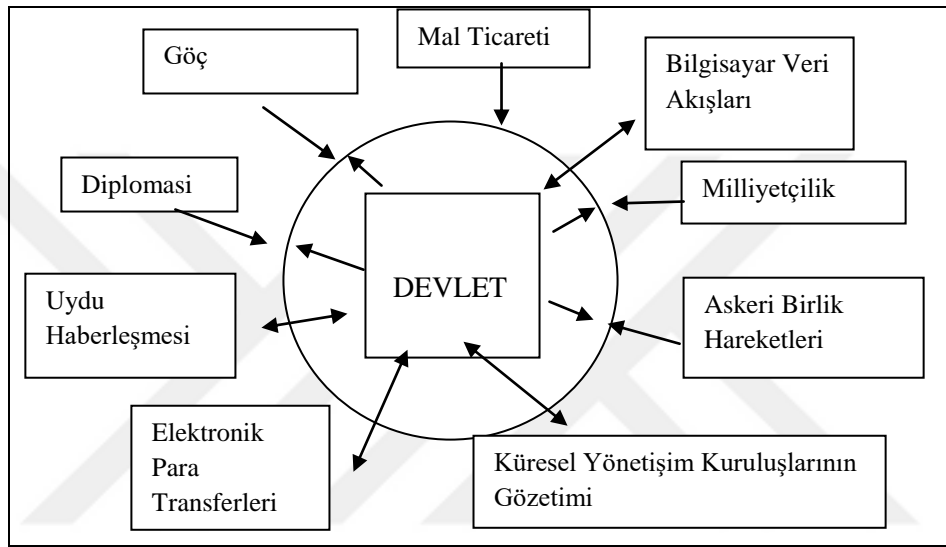 Mal Ticareti
Göç
Bilgisayar Veri
Akışları
Diplomasi
Milliyetçilik
DEVLET
Uydu
Haberleşmesi
Askeri Birlik
Hareketleri
Elektronik
Para
Transferleri
Küresel Yönetişim Kuruluşlarının
Gözetimi